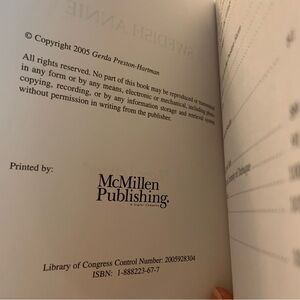 SWEDISH ANNIE
© Copyright 2005 Gerda Preston-Hartman
All rights reserved. No part of this book may be reproduced or transmitted
in any form or by any means, electronic or mechanical, including photo-
copying, recording, or by any information storage and retrieval system
without permission in writing from the publisher.
Printed by:
McMillen
Publishing.
Library of Congress Control Number: 2005928304
ISBN: 1-888223-67-7